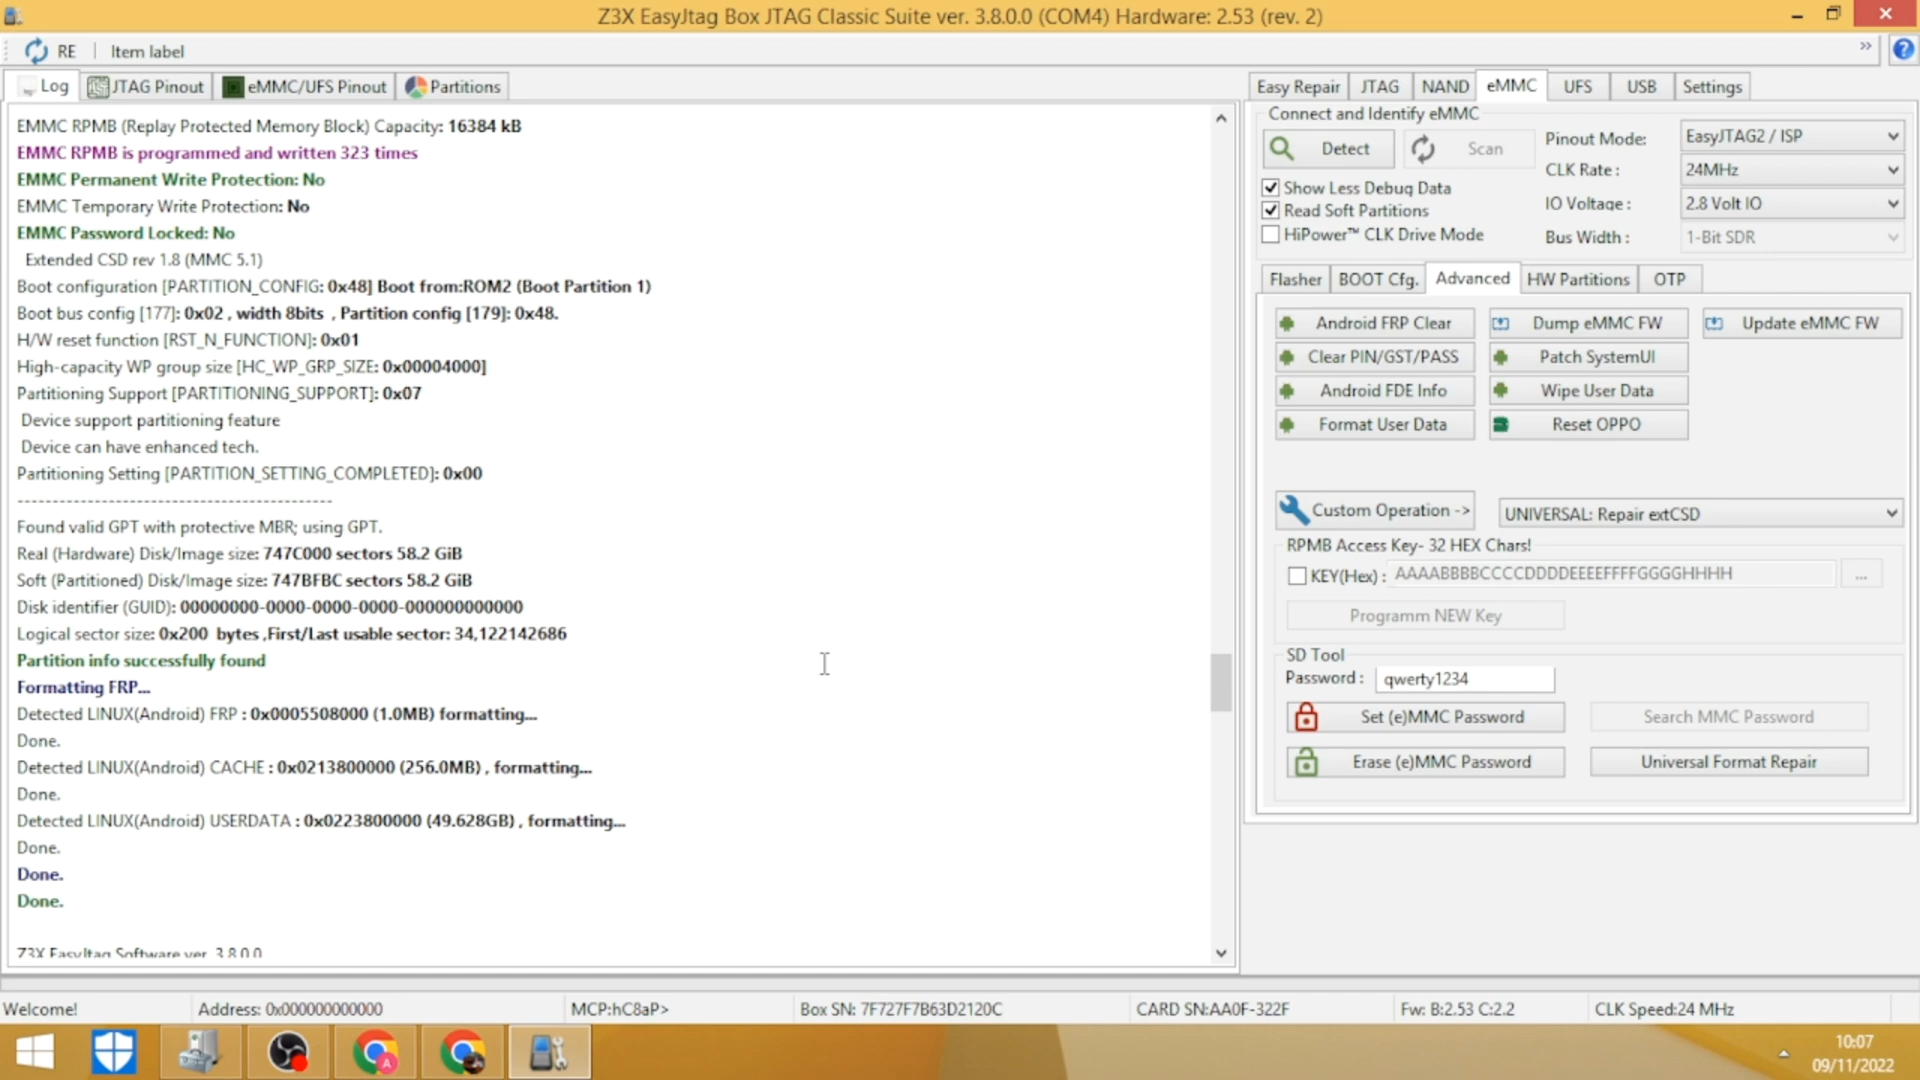 Z3X EasyJtag Box JTAG Classic Suite ver. 3.8.0.0 (COM4) Hardware: 2.53 (rev. 2)
RE Item label
Log JTAG Pinout eMMC/UFS Pinout Partitions
EMMC RPMB (Replay Protected Memory Block) Capacity: 16384 kB
EMMC RPMB is programmed and written 323 times
EMMC Permanent Write Protection: No
EMMC Temporary Write Protection: No
EMMC Password Locked: No
Extended CSD rev 1.8 (MMC 5.1)
Boot configuration [PARTITION_CONFIG: 0x48] Boot from:ROM2 (Boot Partition 1)
Boot bus config [177]: 0x02 , width 8bits , Partition config [179]: 0x48.
H/W reset function [RST_N_FUNCTION]: 0x01
High-capacity WP group size [HC_WP_GRP_SIZE: 0x00004000]
Partitioning Support [PARTITIONING_SUPPORT]: 0x07
Device support partitioning feature
Device can have enhanced tech.
Partitioning Setting [PARTITION_SETTING_COMPLETED]: 0x00
--------------------------------------------
Found valid GPT with protective MBR; using GPT.
Real (Hardware) Disk/Image size: 747C000 sectors 58.2 GiB
Soft (Partitioned) Disk/Image size: 747BFBC sectors 58.2 GiB
Disk identifier (GUID): 00000000-0000-0000-0000-000000000000
Logical sector size: 0x200 bytes ,First/Last usable sector: 34,122142686
Partition info successfully found
Formatting FRP...
Detected LINUX(Android) FRP : 0x0005508000 (1.0MB) formatting...
Done.
Detected LINUX(Android) CACHE : 0x0213800000 (256.0MB) , formatting...
Done.
Detected LINUX(Android) USERDATA : 0x0223800000 (49.628GB) , formatting...
Done.
Done.
Done.
Z3X EasyJtag Software ver. 3.8.0.0
Easy Repair JTAG NAND eMMC UFS USB Settings
Connect and Identify eMMC
Detect Scan
Show Less Debug Data
Read Soft Partitions
HiPower™ CLK Drive Mode
Pinout Mode: EasyJTAG2 / ISP
CLK Rate : 24MHz
IO Voltage : 2.8 Volt IO
Bus Width : 1-Bit SDR
Flasher BOOT Cfg. Advanced HW Partitions OTP
Android FRP Clear Dump eMMC FW Update eMMC FW
Clear PIN/GST/PASS Patch SystemUI
Android FDE Info Wipe User Data
Format User Data Reset OPPO
Custom Operation -> UNIVERSAL: Repair extCSD
RPMB Access Key- 32 HEX Chars!
KEY(Hex) : AAAABBBBCCCCDDDDEEEEFFFFGGGGHHHH ...
Programm NEW Key
SD Tool
Password : qwerty1234
Set (e)MMC Password Search MMC Password
Erase (e)MMC Password Universal Format Repair
Welcome! Address: 0x000000000000 MCP:hC8aP> Box SN: 7F727F7B63D2120C CARD SN:AA0F-322F Fw: B:2.53 C:2.2 CLK Speed:24 MHz
10:07
09/11/2022